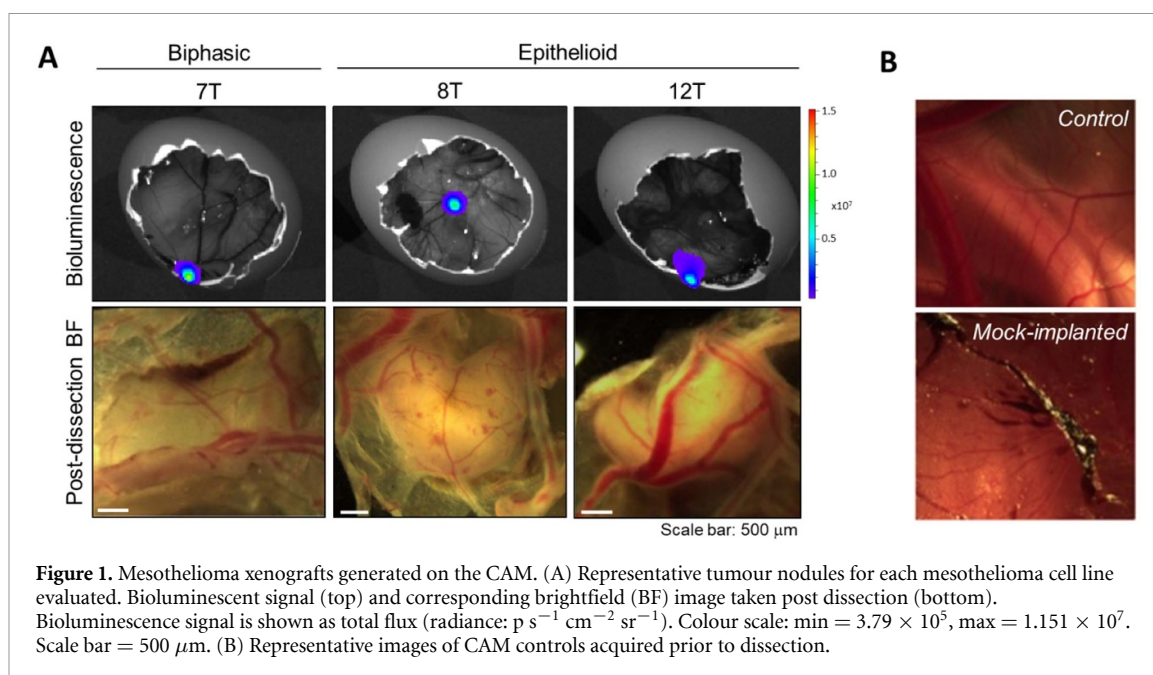 A
Biphasic
Epithelioid
7T
8T
12T
Bioluminescence
1.5
1.0
x10⁷
0.5
Post-dissection BF
Scale bar: 500 μm
B
Control
Mock-implanted
Figure 1. Mesothelioma xenografts generated on the CAM. (A) Representative tumour nodules for each mesothelioma cell line
evaluated. Bioluminescent signal (top) and corresponding brightfield (BF) image taken post dissection (bottom).
Bioluminescence signal is shown as total flux (radiance: p s⁻¹ cm⁻² sr⁻¹). Colour scale: min = 3.79 × 10⁵, max = 1.151 × 10⁷.
Scale bar = 500 μm. (B) Representative images of CAM controls acquired prior to dissection.